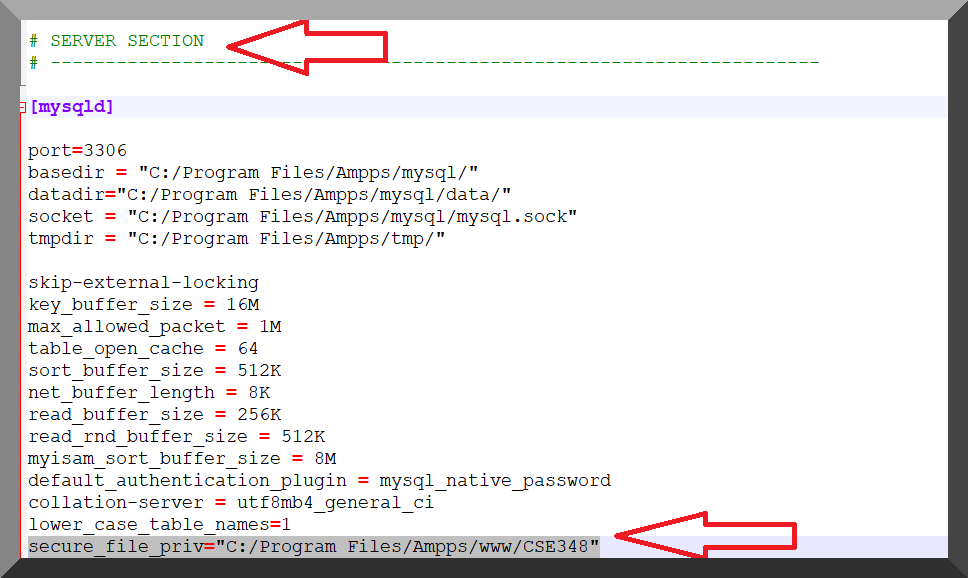 # SERVER SECTION
# ----------------------------------------------------------------------
[mysqld]
port=3306
basedir = "C:/Program Files/Ampps/mysql/"
datadir="C:/Program Files/Ampps/mysql/data/"
socket = "C:/Program Files/Ampps/mysql/mysql.sock"
tmpdir = "C:/Program Files/Ampps/tmp/"
skip-external-locking
key_buffer_size = 16M
max_allowed_packet = 1M
table_open_cache = 64
sort_buffer_size = 512K
net_buffer_length = 8K
read_buffer_size = 256K
read_rnd_buffer_size = 512K
myisam_sort_buffer_size = 8M
default_authentication_plugin = mysql_native_password
collation-server = utf8mb4_general_ci
lower_case_table_names=1
secure_file_priv="C:/Program Files/Ampps/www/CSE348"